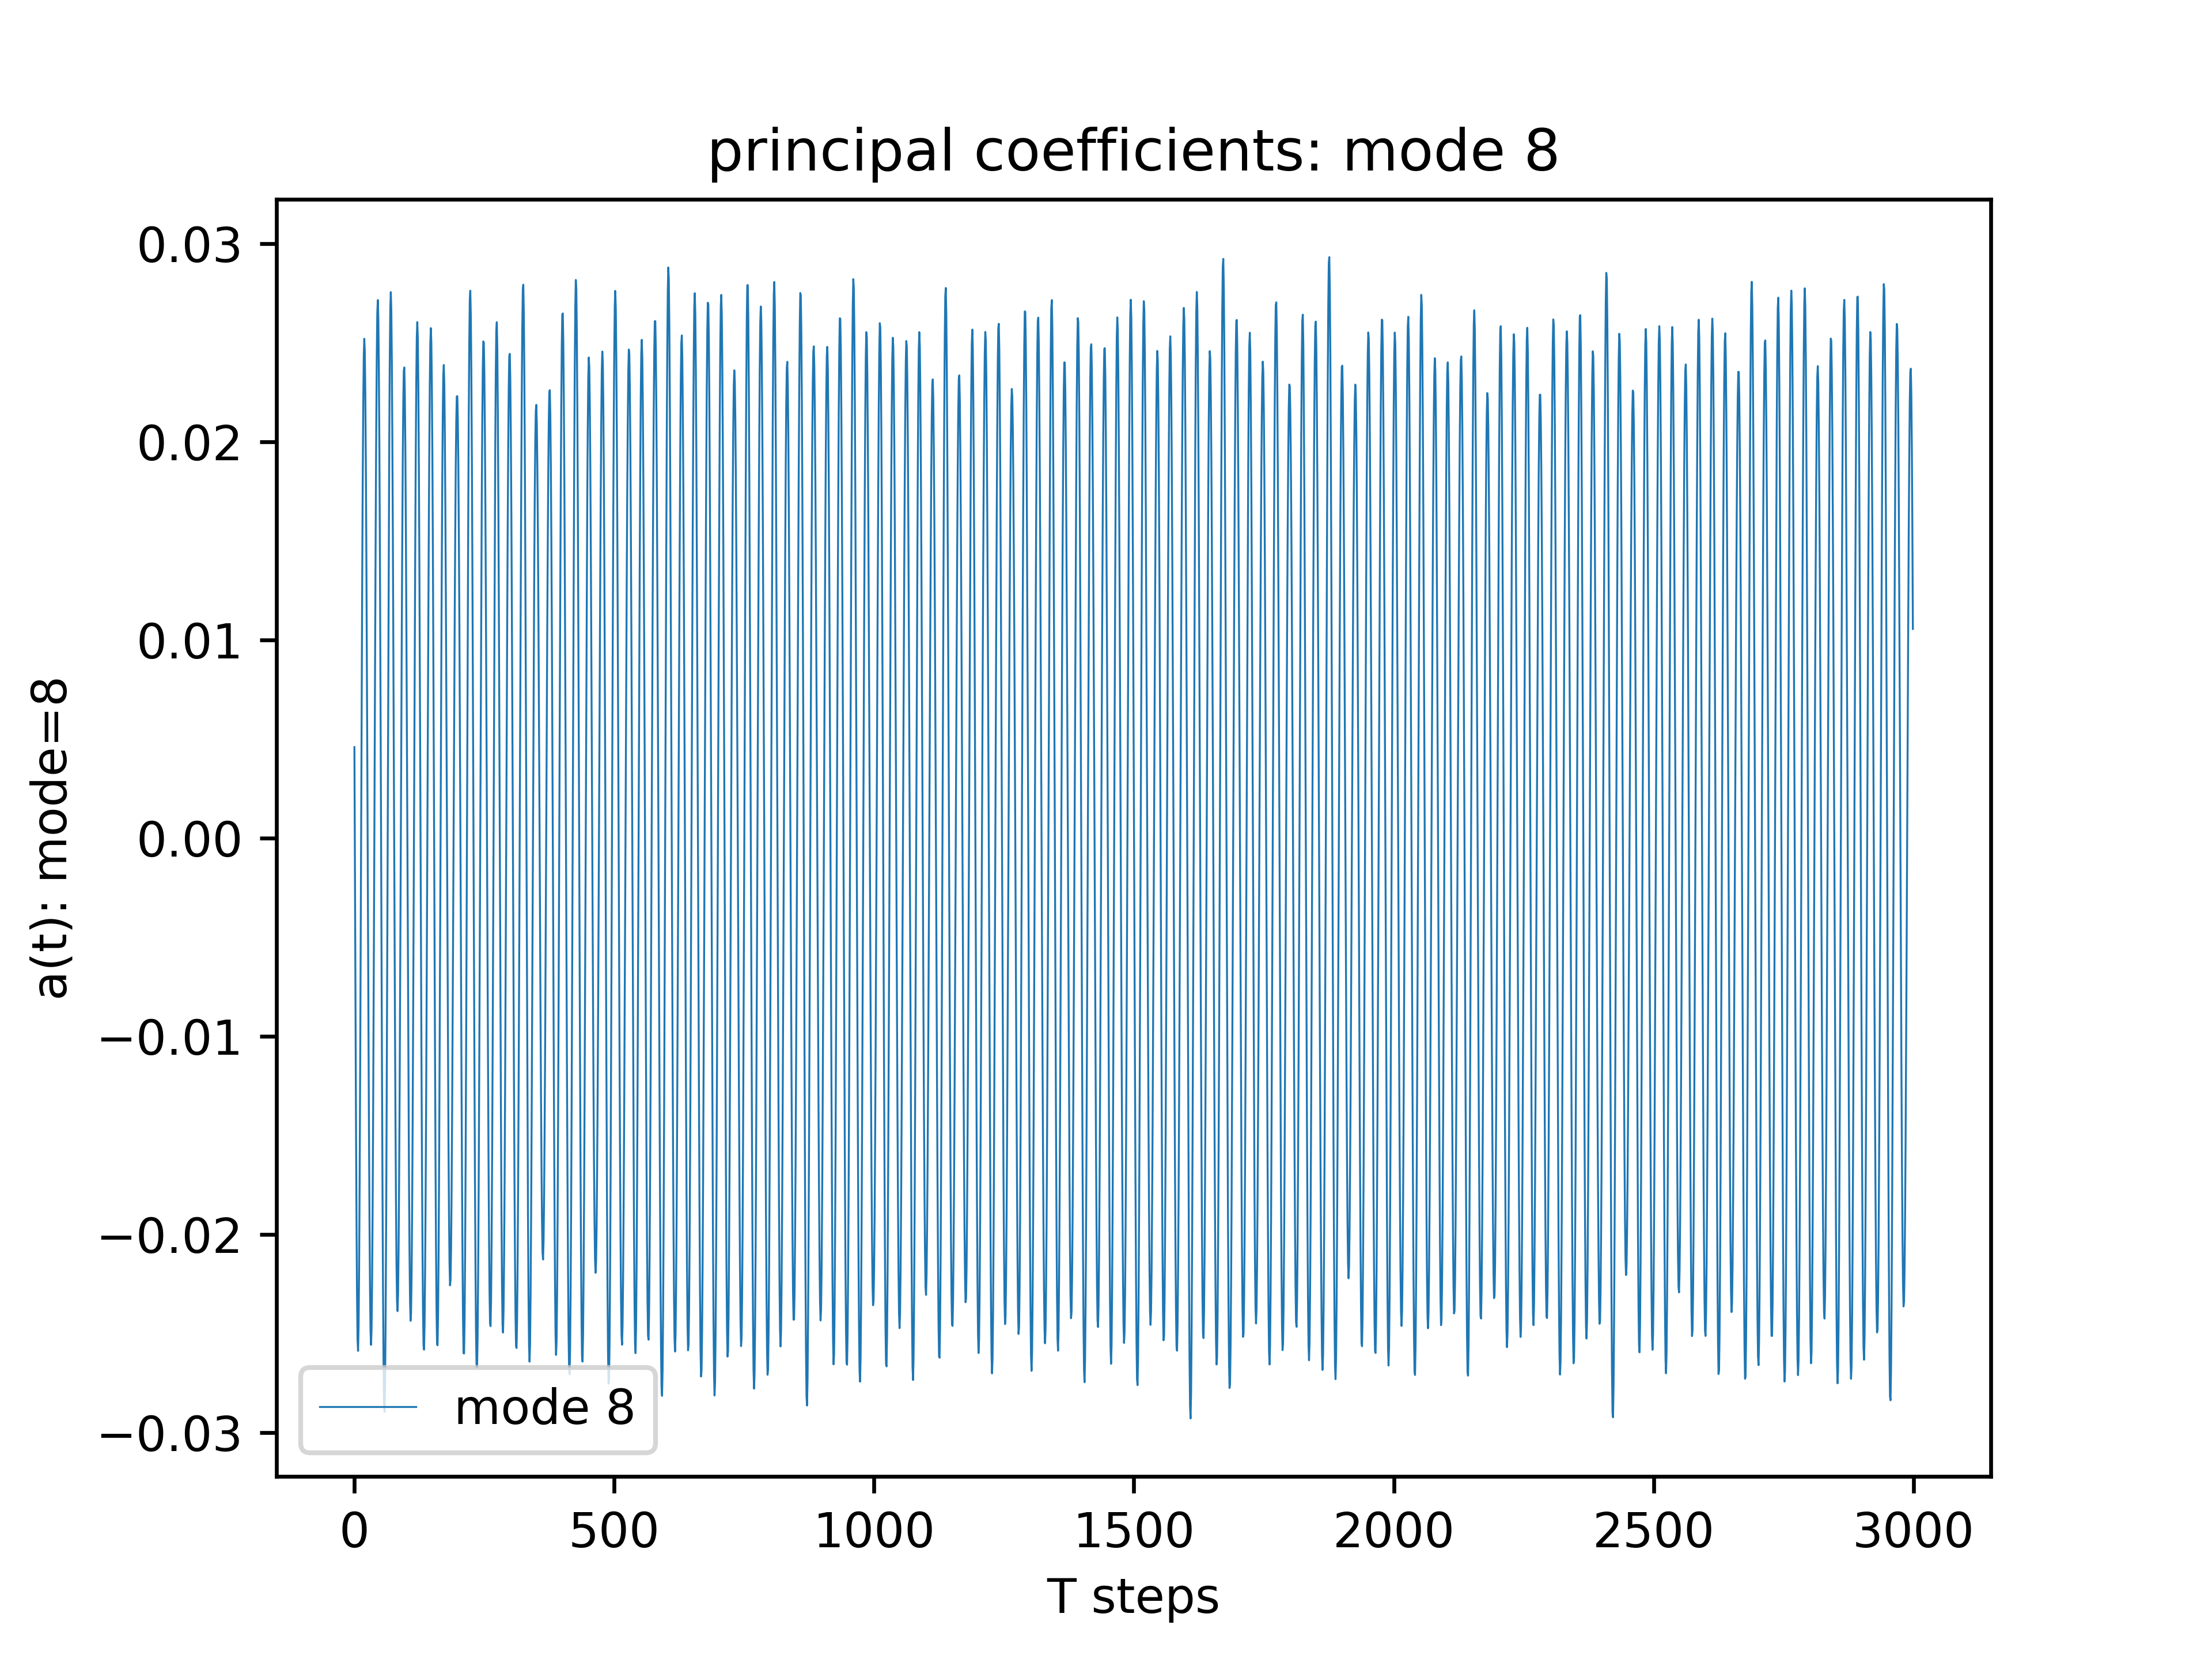 principal coefficients: mode 8
0.03
0.02
0.01
0.00
−0.01
−0.02
−0.03
a(t): mode=8
mode 8
0 500 1000 1500 2000 2500 3000
T steps